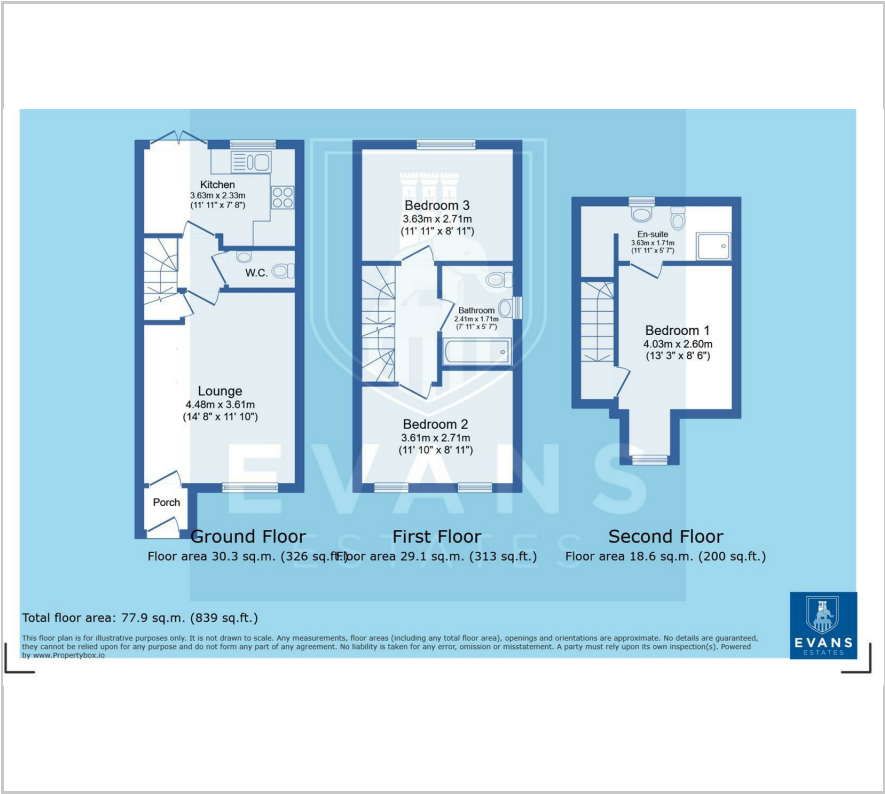 Kitchen
3.63m x 2.33m
(11' 11" x 7' 8")
W.C.
Lounge
4.48m x 3.61m
(14' 8" x 11' 10")
Porch
Ground Floor
Floor area 30.3 sq.m. (326 sq.ft.)
Bedroom 3
3.63m x 2.71m
(11' 11" x 8' 11")
Bathroom
2.41m x 1.71m
(7' 11" x 5' 7")
Bedroom 2
3.61m x 2.71m
(11' 10" x 8' 11")
First Floor
Floor area 29.1 sq.m. (313 sq.ft.)
En-suite
3.63m x 1.71m
(11' 11" x 5' 7")
Bedroom 1
4.03m x 2.60m
(13' 3" x 8' 6")
Second Floor
Floor area 18.6 sq.m. (200 sq.ft.)
EVANS
ESTATES
Total floor area: 77.9 sq.m. (839 sq.ft.)
This floor plan is for illustrative purposes only. It is not drawn to scale. Any measurements, floor areas (including any total floor area), openings and orientations are approximate. No details are guaranteed,
they cannot be relied upon for any purpose and do not form any part of any agreement. No liability is taken for any error, omission or misstatement. A party must rely upon its own inspection(s). Powered
by www.Propertybox.io
EVANS
ESTATES